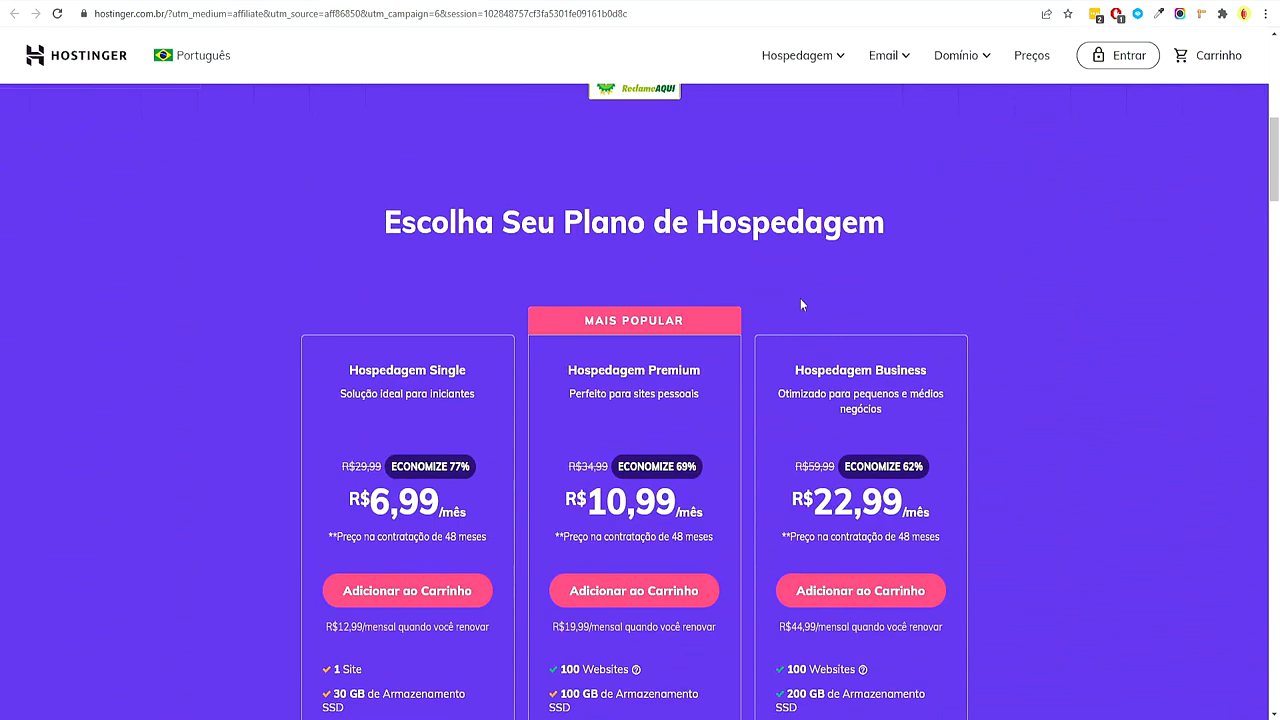 hostinger.com.br/?utm_medium=affiliate&utm_source=aff86850&utm_campaign=6&session=102848757cf3fa5301fe09161b0d8c
2
1
HOSTINGER
Português
Hospedagem
Email
Domínio
Preços
Entrar
Carrinho
ReclameAQUI
Escolha Seu Plano de Hospedagem
MAIS POPULAR
Hospedagem Single
Solução ideal para iniciantes
R$29,99 ECONOMIZE 77%
R$6,99/mês
**Preço na contratação de 48 meses
Adicionar ao Carrinho
R$12,99/mensal quando você renovar
1 Site
30 GB de Armazenamento
SSD
Hospedagem Premium
Perfeito para sites pessoais
R$34,99 ECONOMIZE 69%
R$10,99/mês
**Preço na contratação de 48 meses
Adicionar ao Carrinho
R$19,99/mensal quando você renovar
100 Websites
100 GB de Armazenamento
SSD
Hospedagem Business
Otimizado para pequenos e médios
negócios
R$59,99 ECONOMIZE 62%
R$22,99/mês
**Preço na contratação de 48 meses
Adicionar ao Carrinho
R$44,99/mensal quando você renovar
100 Websites
200 GB de Armazenamento
SSD